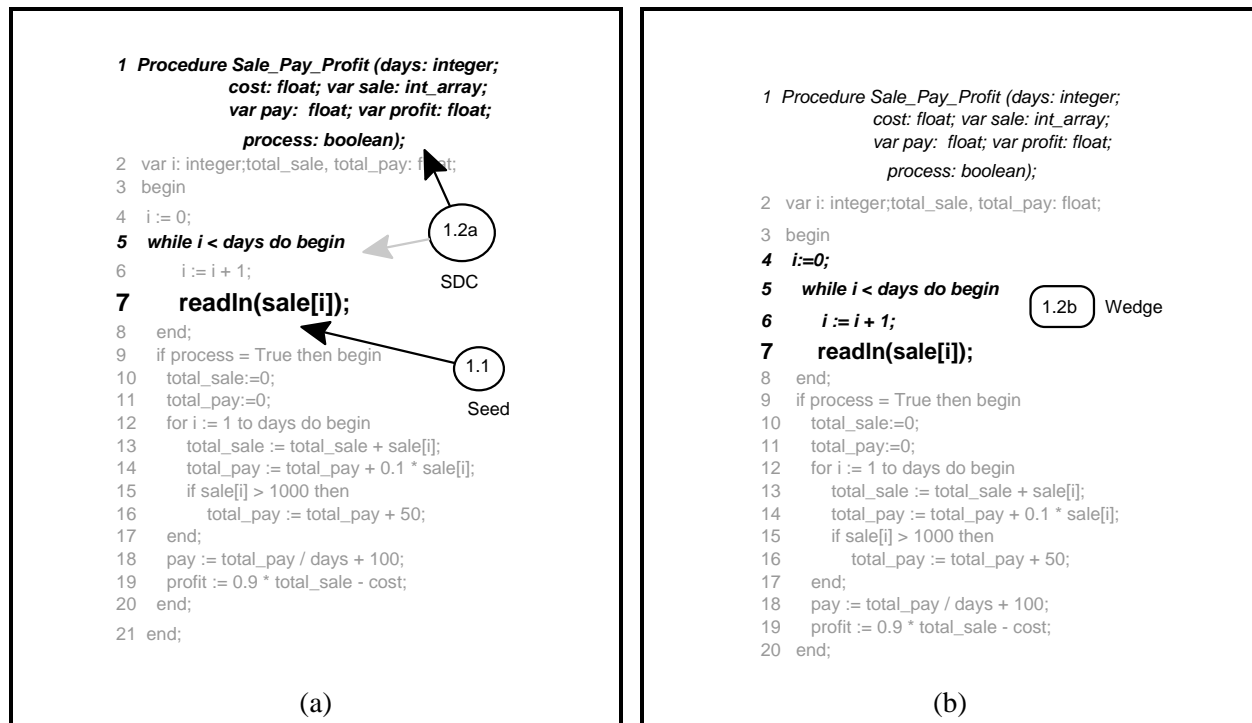 1 Procedure Sale_Pay_Profit (days: integer;
cost: float; var sale: int_array;
var pay: float; var profit: float;
process: boolean);
2 var i: integer;total_sale, total_pay: float;
3 begin
4 i := 0;
5 while i < days do begin
1.2a
6 i := i + 1;
SDC
7 readln(sale[i]);
8 end;
9 if process = True then begin
1.1
10 total_sale:=0;
11 total_pay:=0;
Seed
12 for i := 1 to days do begin
13 total_sale := total_sale + sale[i];
14 total_pay := total_pay + 0.1 * sale[i];
15 if sale[i] > 1000 then
16 total_pay := total_pay + 50;
17 end;
18 pay := total_pay / days + 100;
19 profit := 0.9 * total_sale - cost;
20 end;
21 end;
(a)
1 Procedure Sale_Pay_Profit (days: integer;
cost: float; var sale: int_array;
var pay: float; var profit: float;
process: boolean);
2 var i: integer;total_sale, total_pay: float;
3 begin
4 i:=0;
5 while i < days do begin
1.2b Wedge
6 i := i + 1;
7 readln(sale[i]);
8 end;
9 if process = True then begin
10 total_sale:=0;
11 total_pay:=0;
12 for i := 1 to days do begin
13 total_sale := total_sale + sale[i];
14 total_pay := total_pay + 0.1 * sale[i];
15 if sale[i] > 1000 then
16 total_pay := total_pay + 50;
17 end;
18 pay := total_pay / days + 100;
19 profit := 0.9 * total_sale - cost;
20 end;
(b)